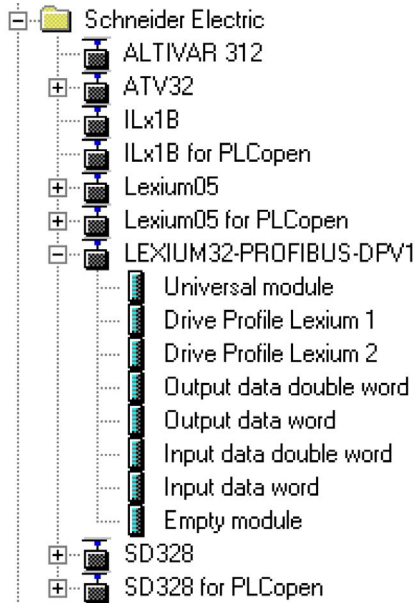 Schneider Electric
ALTIVAR 312
ATV32
ILx1B
ILx1B for PLCopen
Lexium05
Lexium05 for PLCopen
LEXIUM32-PROFIBUS-DPV1
Universal module
Drive Profile Lexium 1
Drive Profile Lexium 2
Output data double word
Output data word
Input data double word
Input data word
Empty module
SD328
SD328 for PLCopen